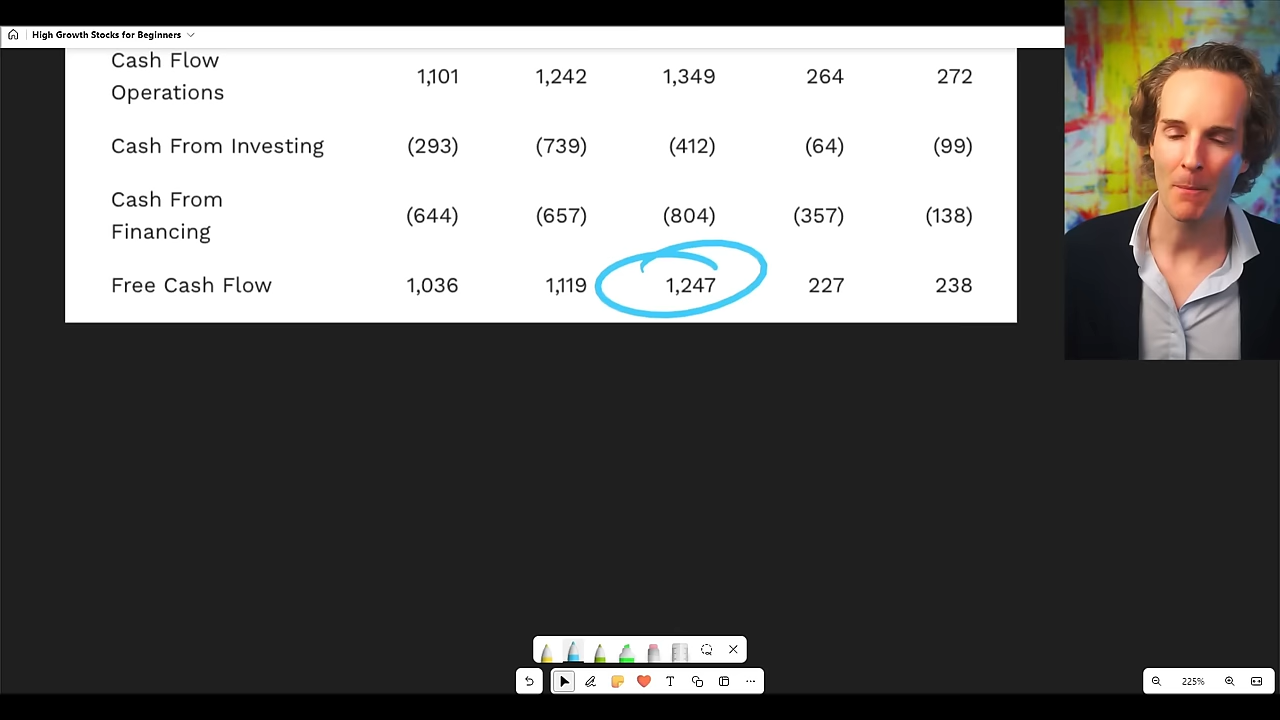 High Growth Stocks for Beginners
Cash Flow
Operations 1,101 1,242 1,349 264 272
Cash From Investing (293) (739) (412) (64) (99)
Cash From
Financing (644) (657) (804) (357) (138)
Free Cash Flow 1,036 1,119 1,247 227 238
T
225%